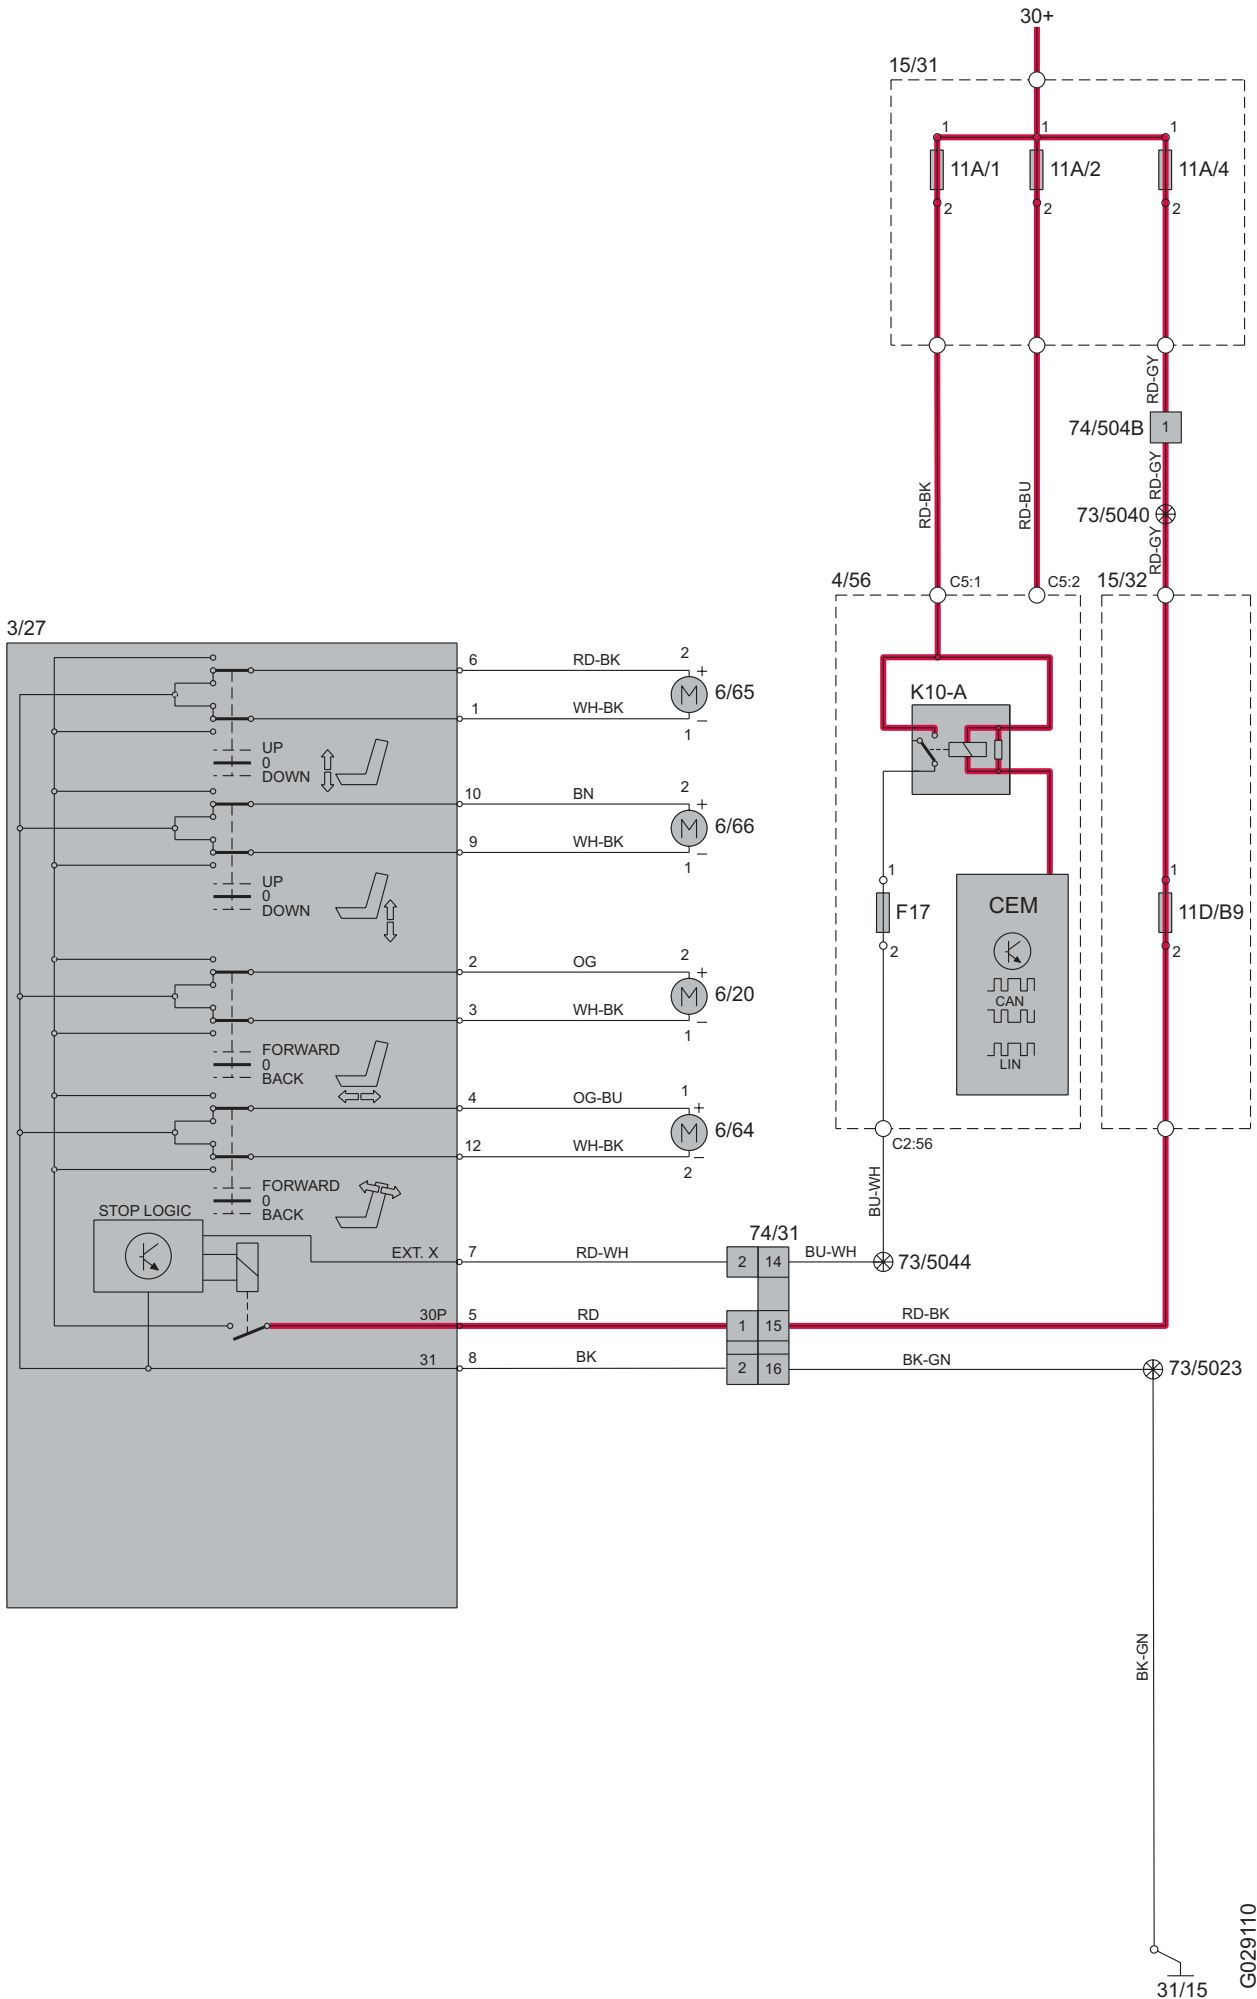 30+
15/31
1 1 1
11A/1 11A/2 11A/4
2 2 2
RD-GY
74/504B 1
RD-GY
RD-BK RD-BU
73/5040
RD-GY
4/56 C5:1 C5:2 15/32
3/27
6 RD-BK 2 +
K10-A
M 6/65
1 WH-BK –
1
UP
0
DOWN
10 BN 2 +
M 6/66
9 WH-BK –
1
1 1
UP
0
DOWN
F17 CEM 11D/B9
2 2
2 OG 2 +
M 6/20
CAN
3 WH-BK –
1
FORWARD
0
BACK
LIN
4 OG-BU 1 +
M 6/64
12 WH-BK –
2
C2:56
FORWARD
0
BACK
BU-WH
STOP LOGIC
74/31
EXT. X 7 RD-WH 2 14 BU-WH 73/5044
30P 5 RD 1 15 RD-BK
31 8 BK 2 16 BK-GN 73/5023
BK-GN
31/15
G029110